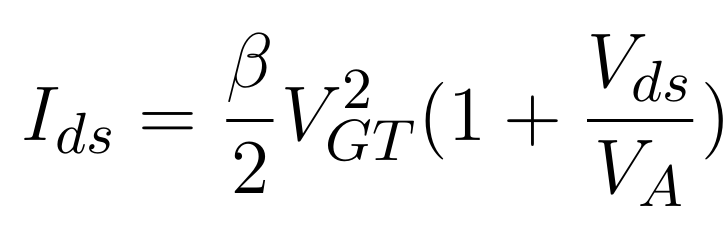 I_{ds} = \frac{\beta}{2} V_{GT}^{2} (1 + \frac{V_{ds}}{V_A})